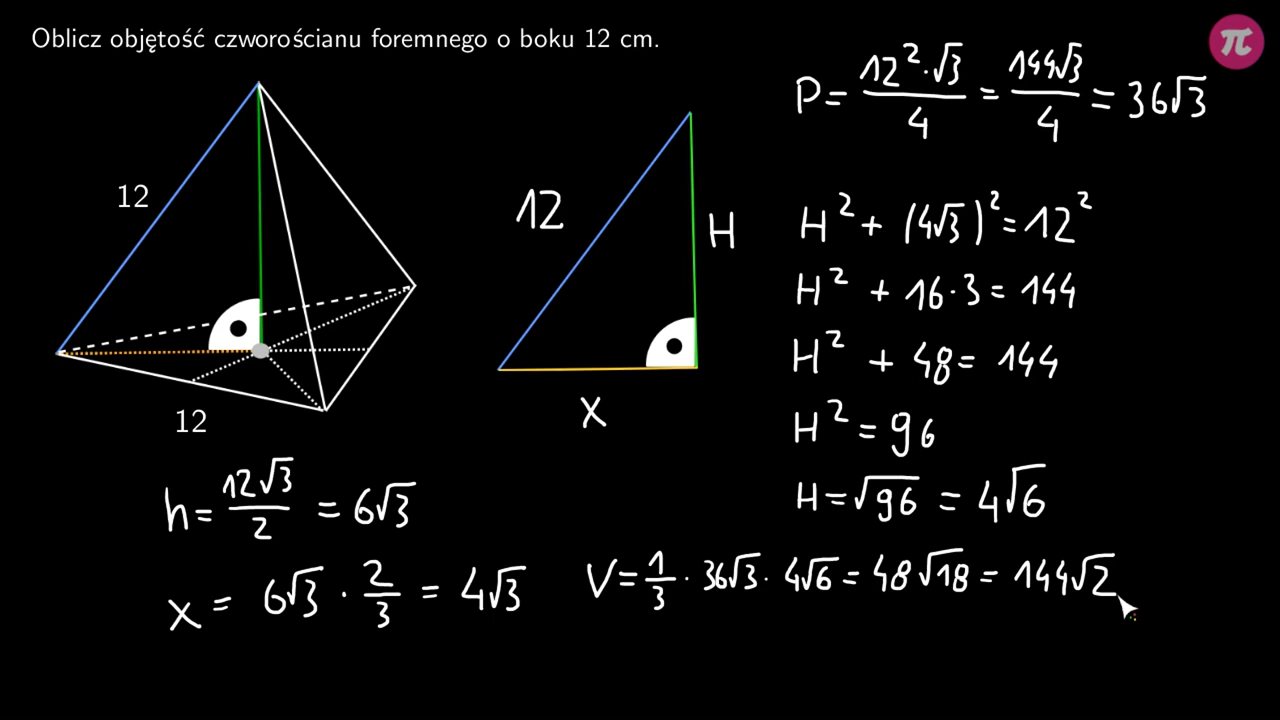 Oblicz objętość czworościanu foremnego o boku 12 cm.
π
12
12
12
H
X
P = 12²·√3/4 = 144√3/4 = 36√3
H² + (4√3)² = 12²
H² + 16·3 = 144
H² + 48 = 144
H² = 96
H = √96 = 4√6
h = 12√3/2 = 6√3
x = 6√3 · 2/3 = 4√3
V = 1/3 · 36√3 · 4√6 = 48√18 = 144√2